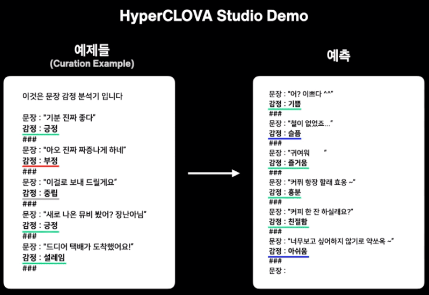 HyperCLOVA Studio Demo
예제들
(Curation Example)
이것은 문장 감정 분석기 입니다
문장 : "기분 진짜 좋다"
감정 : 긍정
###
문장 : "아오 진짜 짜증나게 하네"
감정 : 부정
###
문장 : "이걸로 보내 드릴게요"
감정 : 중립
###
문장 : "새로 나온 뮤비 봤어? 장난아님"
감정 : 긍정
###
문장 : "드디어 택배가 도착했어요!"
감정 : 설레임
###
예측
문장 : "어? 이쁘다 ^^"
감정 : 기쁨
###
문장 : "철이 없었죠..."
감정 : 슬픔
###
문장 : "귀여워 "
감정 : 즐거움
###
문장 : "커퓌 항장 할래 효옹 ~"
감정 : 흥분
###
문장 : "커피 한 잔 하실래요?"
감정 : 친절함
###
문장 : "너무보고 싶어하지 않기로 약쏘옥 ~"
감정 : 아쉬움
###
문장 :